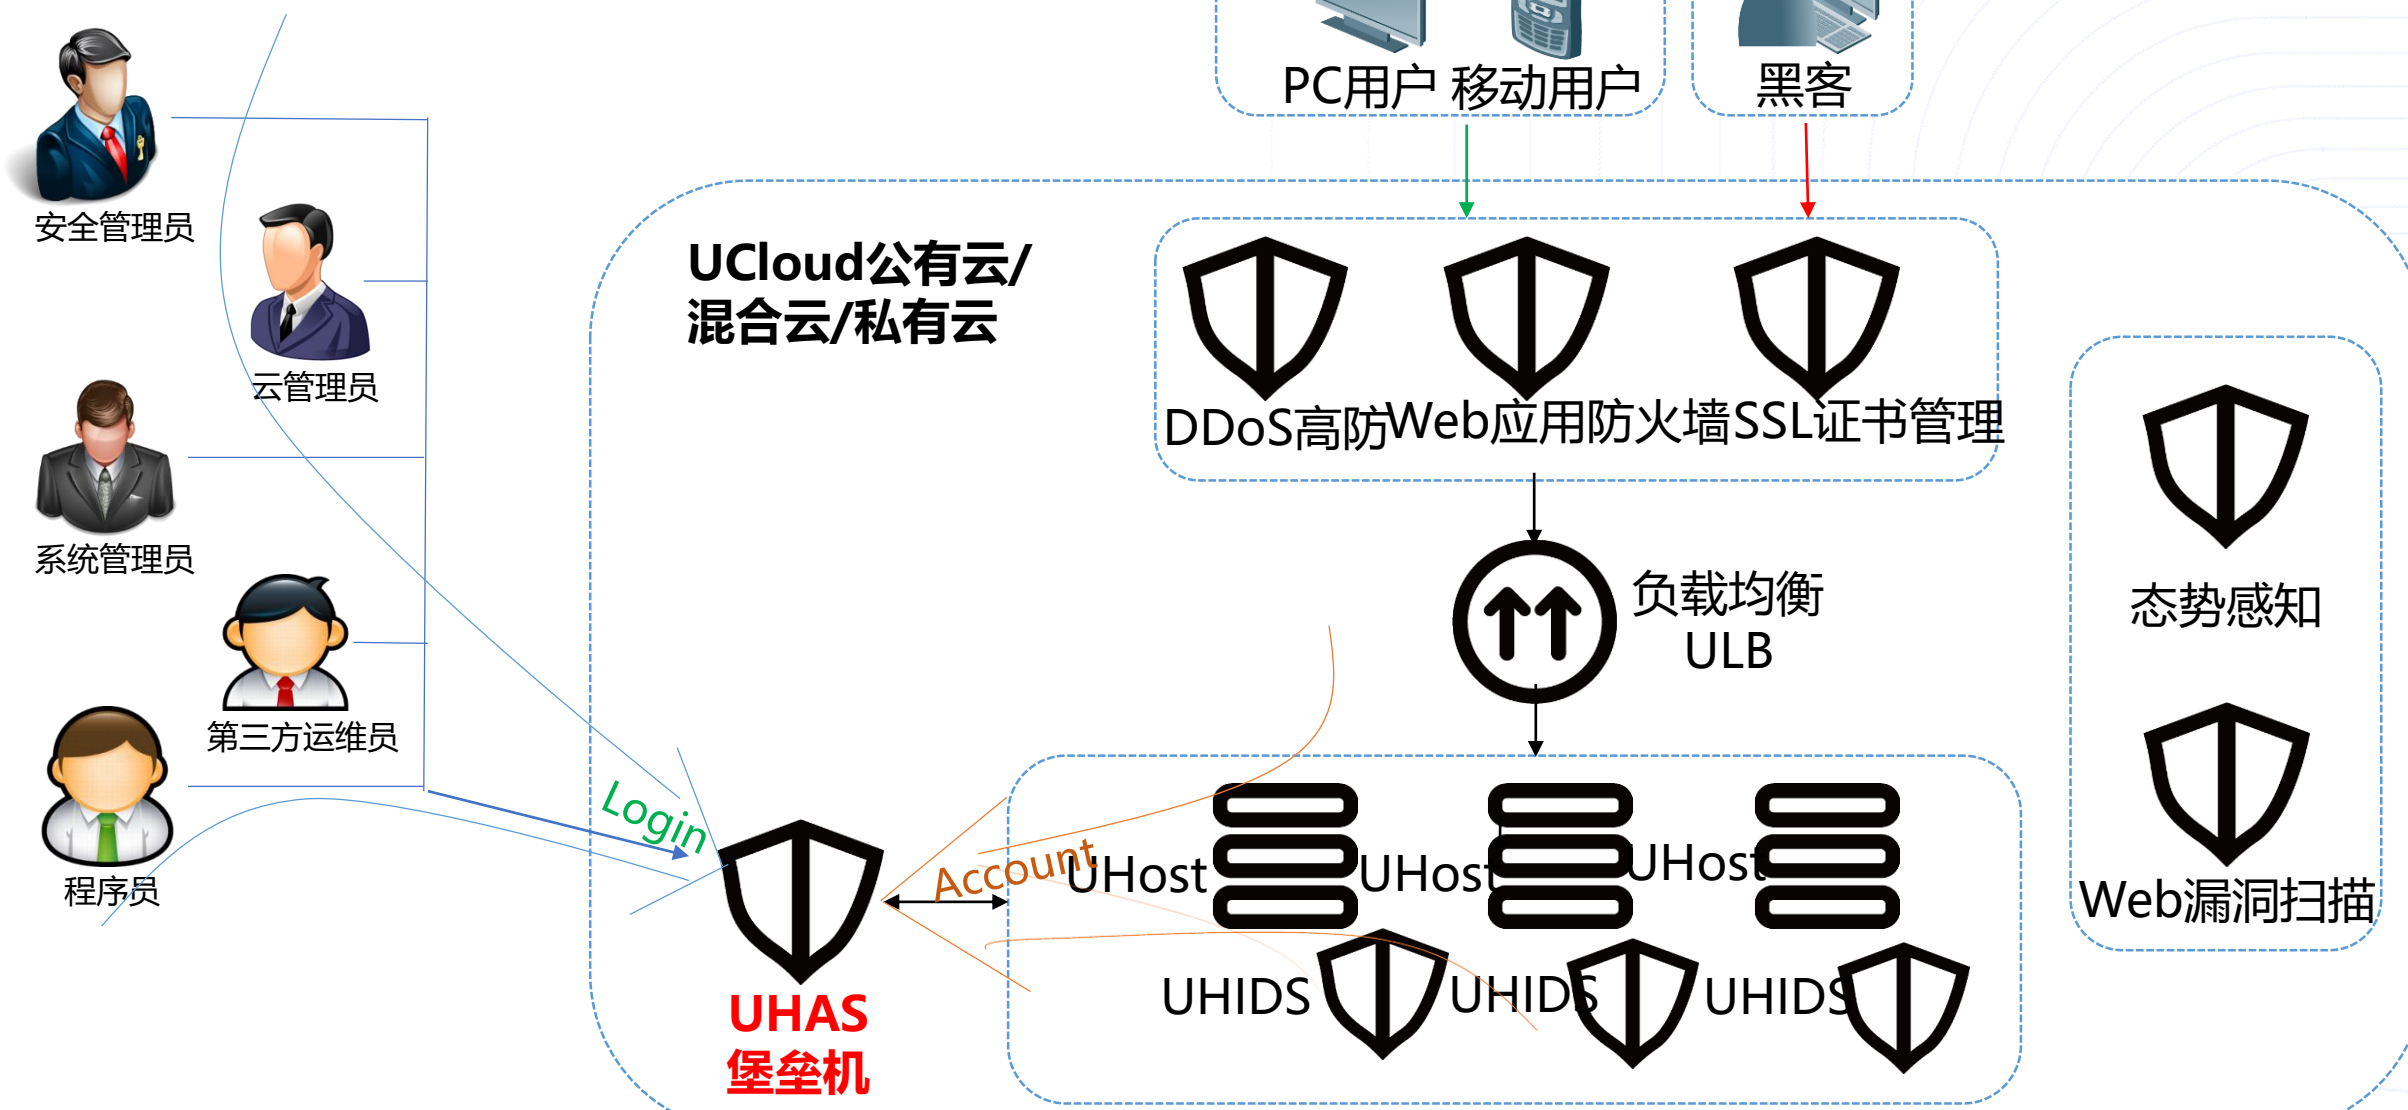 PC用户
移动用户
黑客
安全管理员
云管理员
系统管理员
第三方运维员
程序员
UCloud公有云/
混合云/私有云
DDoS高防
Web应用防火墙
SSL证书管理
负载均衡
ULB
态势感知
Web漏洞扫描
Login
Account
UHost
UHost
UHost
UHIDS
UHIDS
UHIDS
UHAS
堡垒机